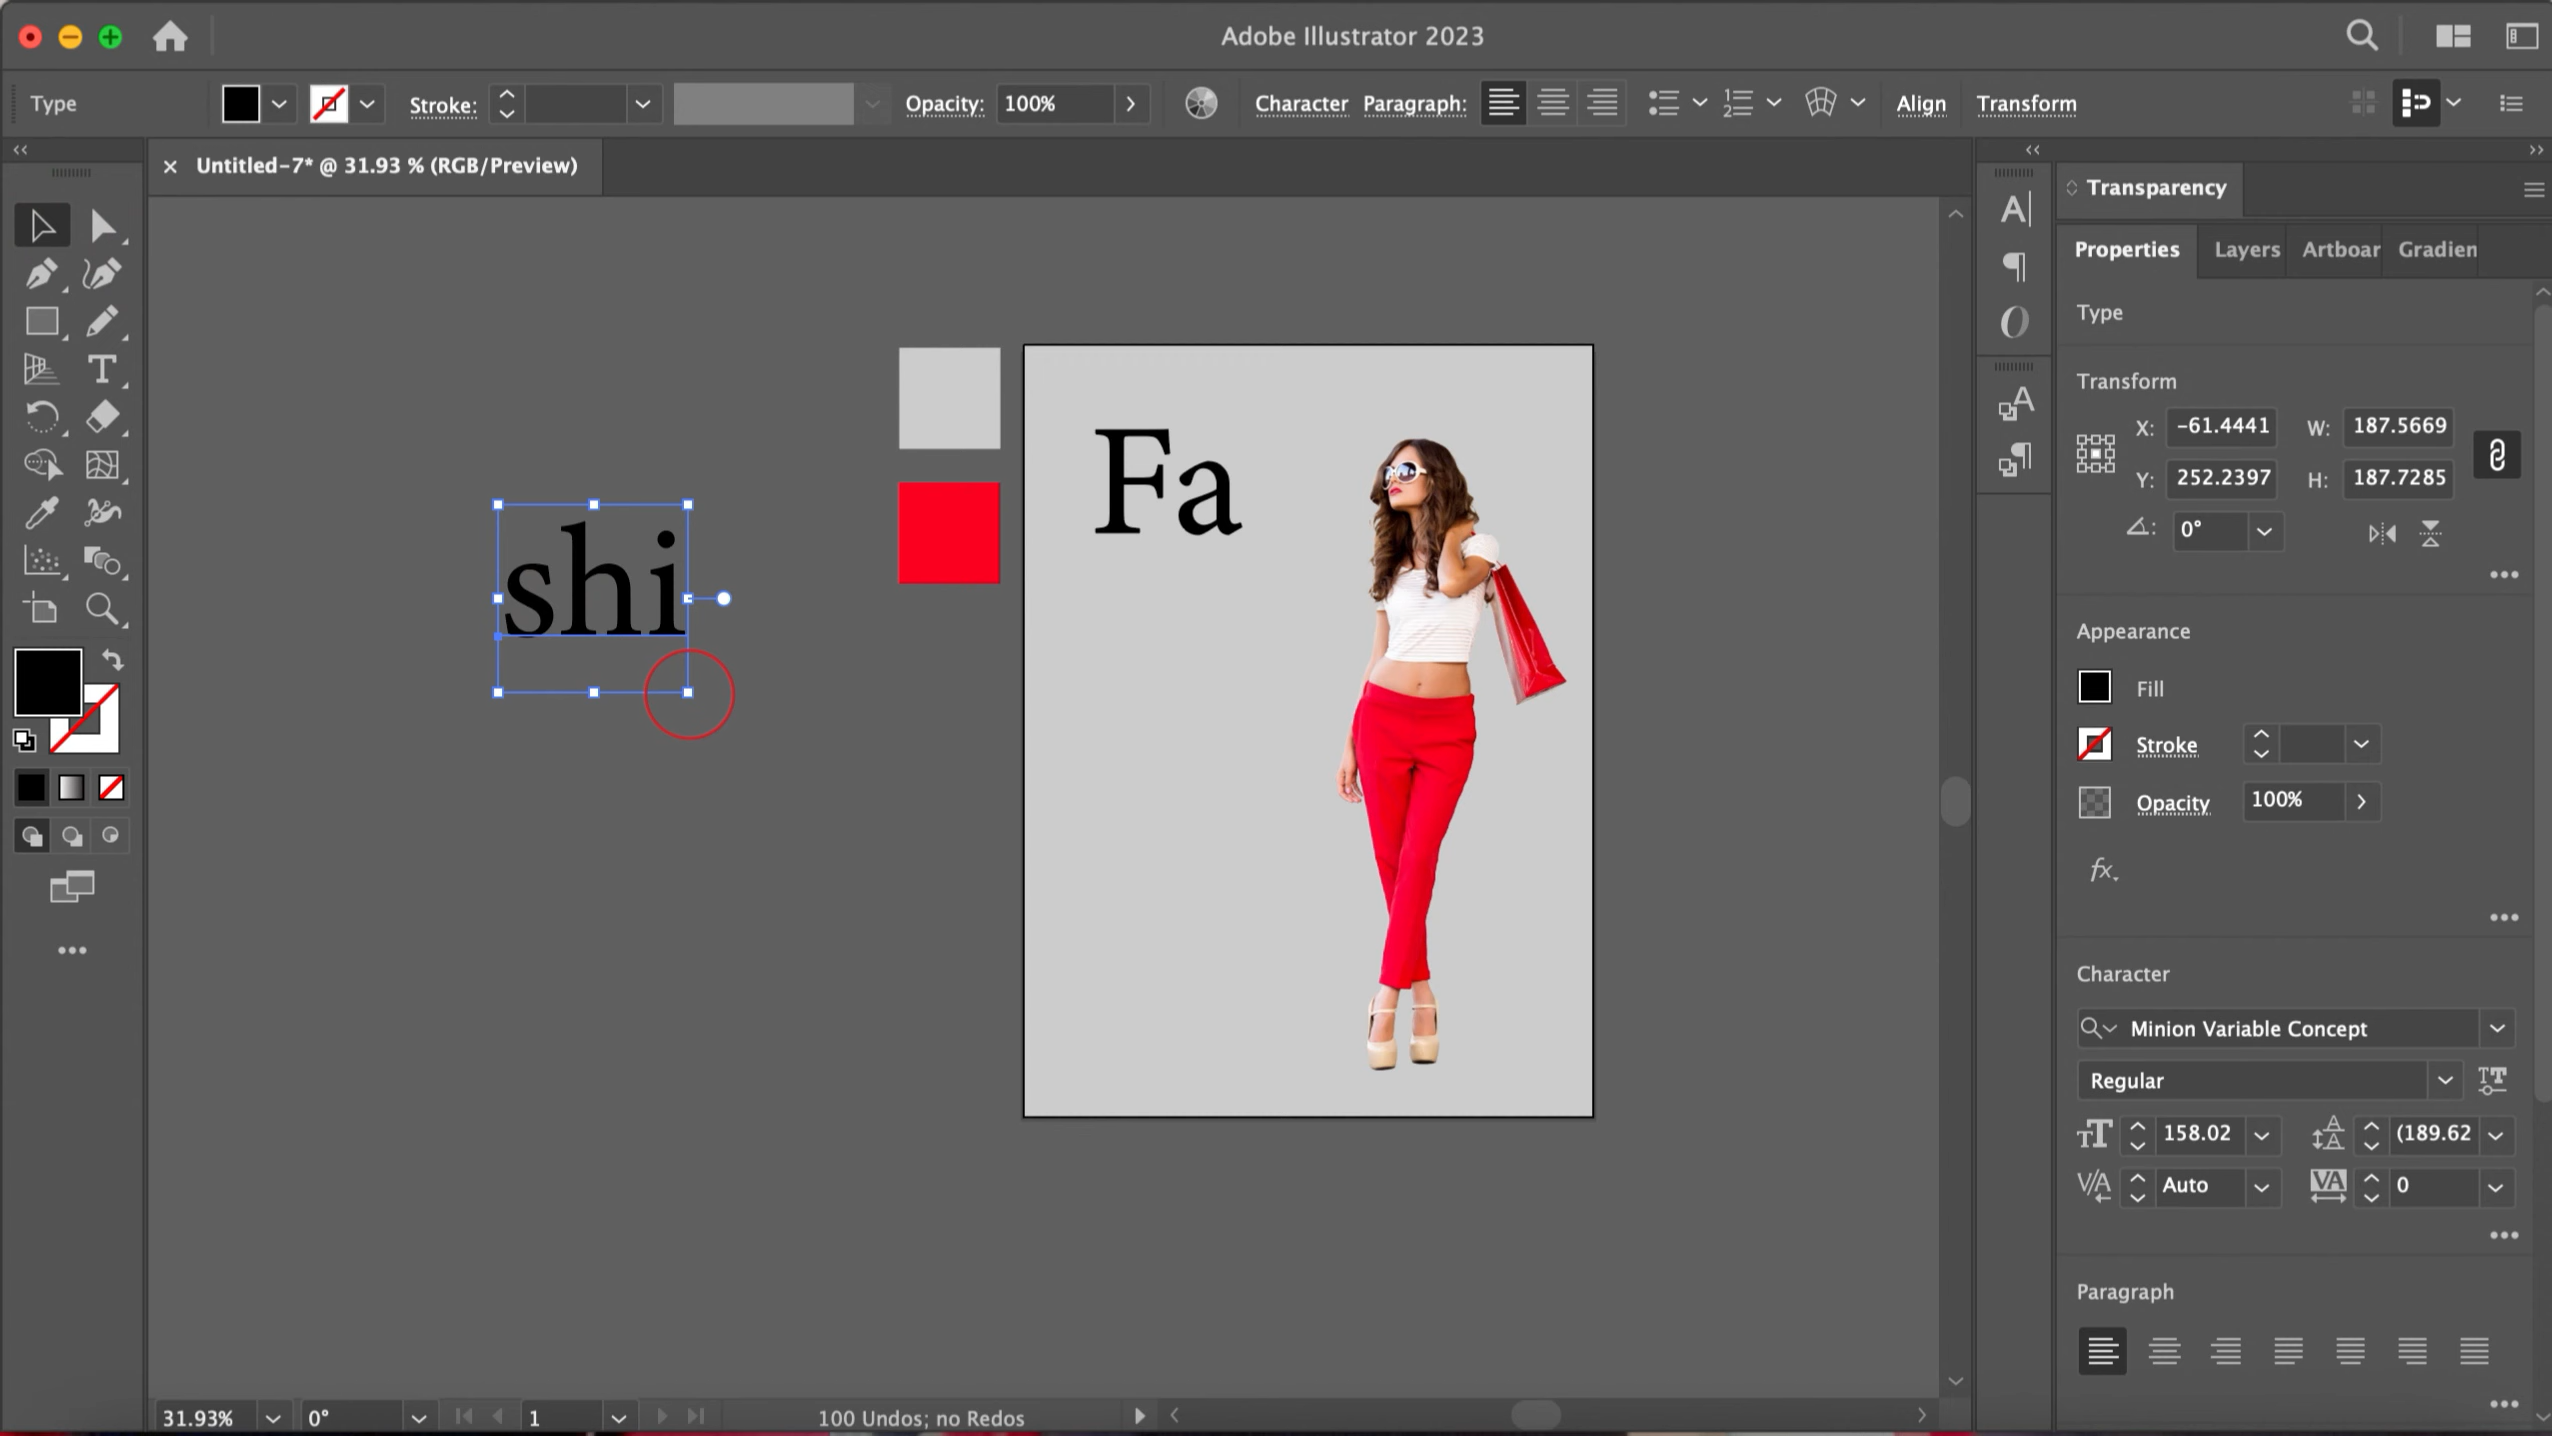 Adobe Illustrator 2023
Type
Stroke:
Opacity: 100%
Character Paragraph:
Align
Transform
Untitled-7* @ 31.93 % (RGB/Preview)
Transparency
Properties Layers Artboar Gradien
Type
Transform
X: -61.4441 W: 187.5669
Y: 252.2397 H: 187.7285
0°
Appearance
Fill
Stroke
Opacity 100%
fx
Character
Minion Variable Concept
Regular
158.02 (189.62
Auto 0
Paragraph
Fa
shi
31.93% 0° 1 100 Undos; no Redos